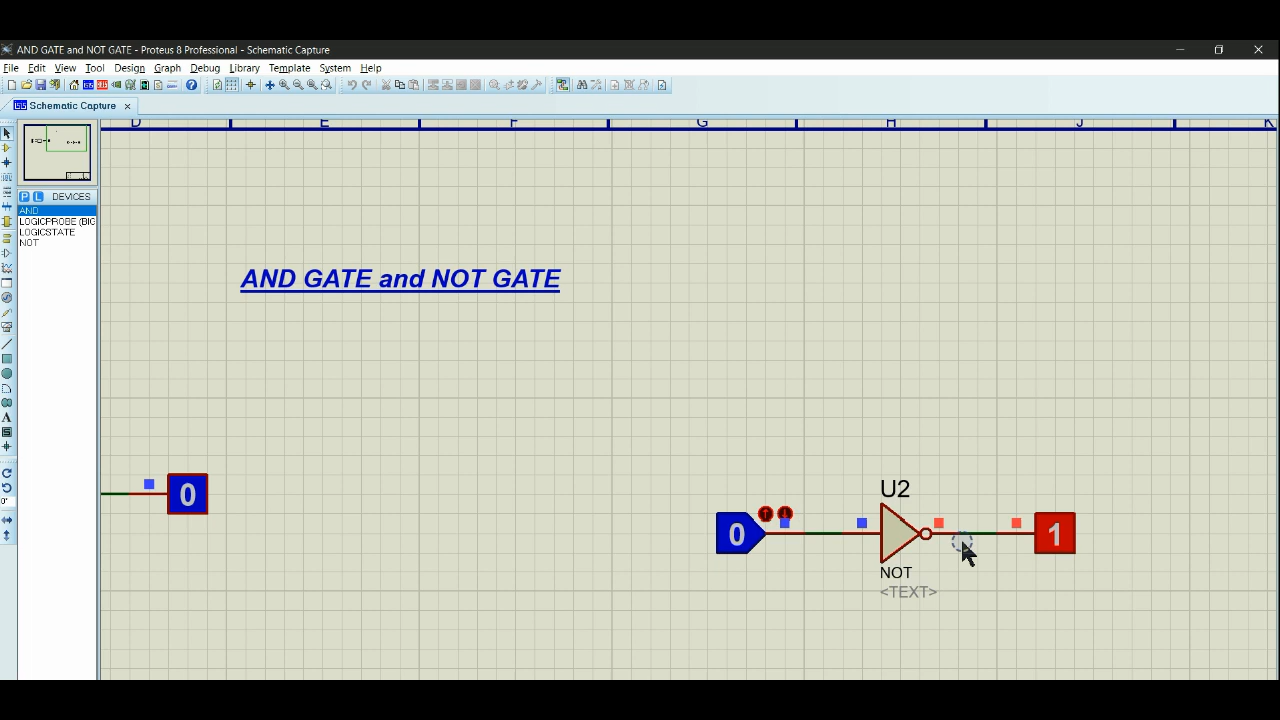 AND GATE and NOT GATE - Proteus 8 Professional - Schematic Capture
File Edit View Tool Design Graph Debug Library Template System Help
Schematic Capture
D E F G H J K
P L DEVICES
AND
LOGICPROBE (BIG
LOGICSTATE
NOT
AND GATE and NOT GATE
0
U2
0
1
NOT
<TEXT>